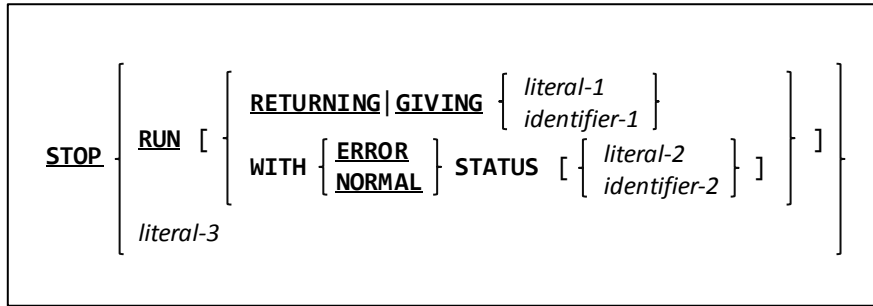 RETURNING|GIVING literal-1
identifier-1
STOP RUN [ WITH ERROR STATUS [ literal-2 ] ]
NORMAL identifier-2
literal-3